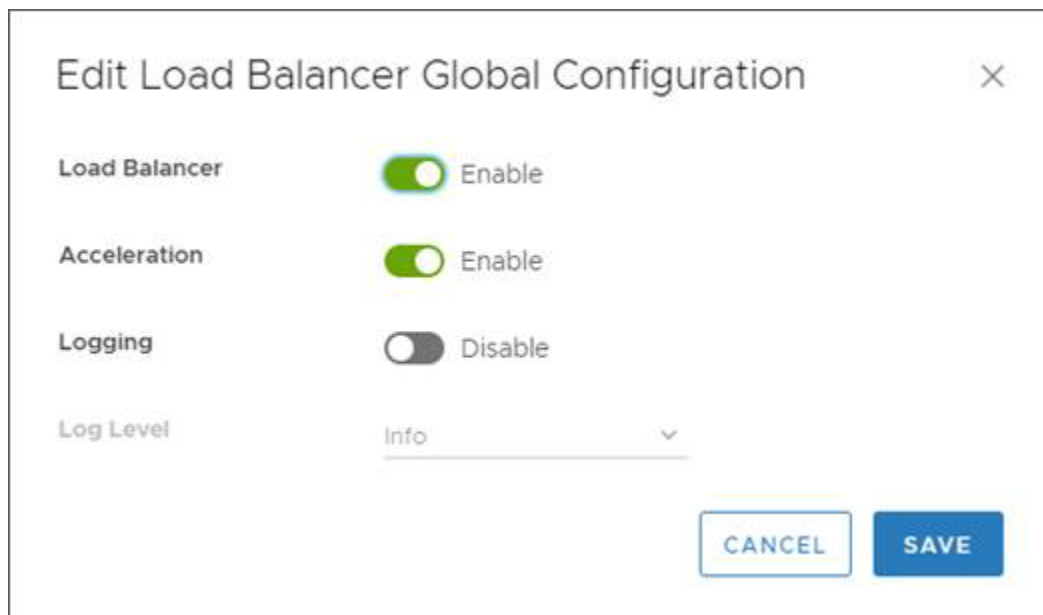 Edit Load Balancer Global Configuration
Load Balancer Enable
Acceleration Enable
Logging Disable
Log Level Info
CANCEL SAVE